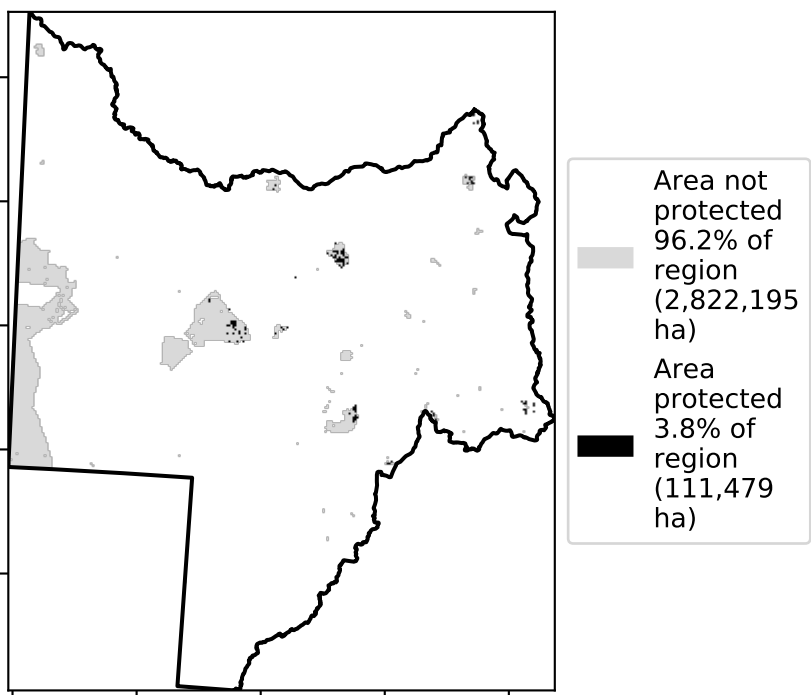 Area not
protected
96.2% of
region
(2,822,195
ha)
Area
protected
3.8% of
region
(111,479
ha)